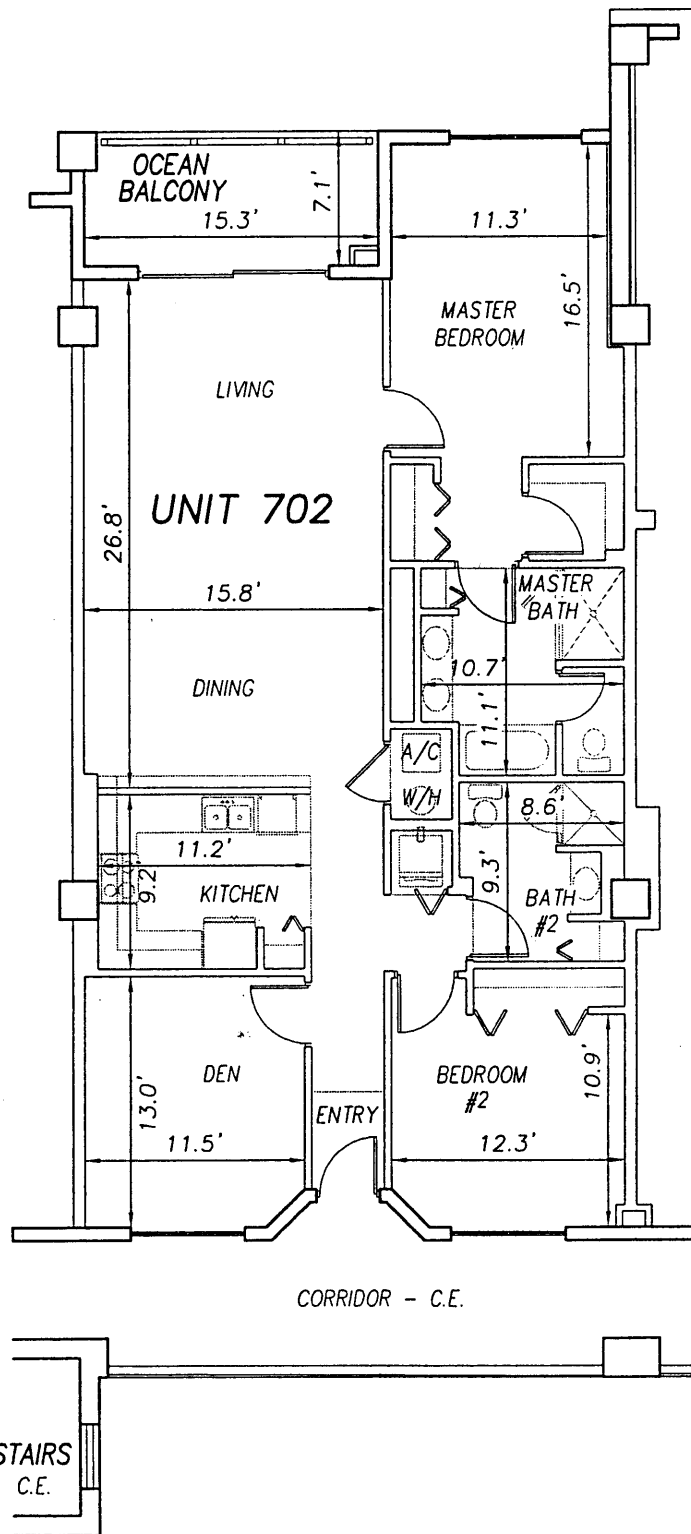 OCEAN
BALCONY
7.1'
15.3'
11.3'
16.5'
MASTER
BEDROOM
LIVING
UNIT 702
26.8'
15.8'
MASTER
BATH
10.7'
11.1'
DINING
A/C
W/H
8.6'
9.3'
11.2'
9.2'
KITCHEN
BATH
#2
DEN
13.0'
11.5'
ENTRY
BEDROOM
#2
10.9'
12.3'
CORRIDOR - C.E.
STAIRS
C.E.